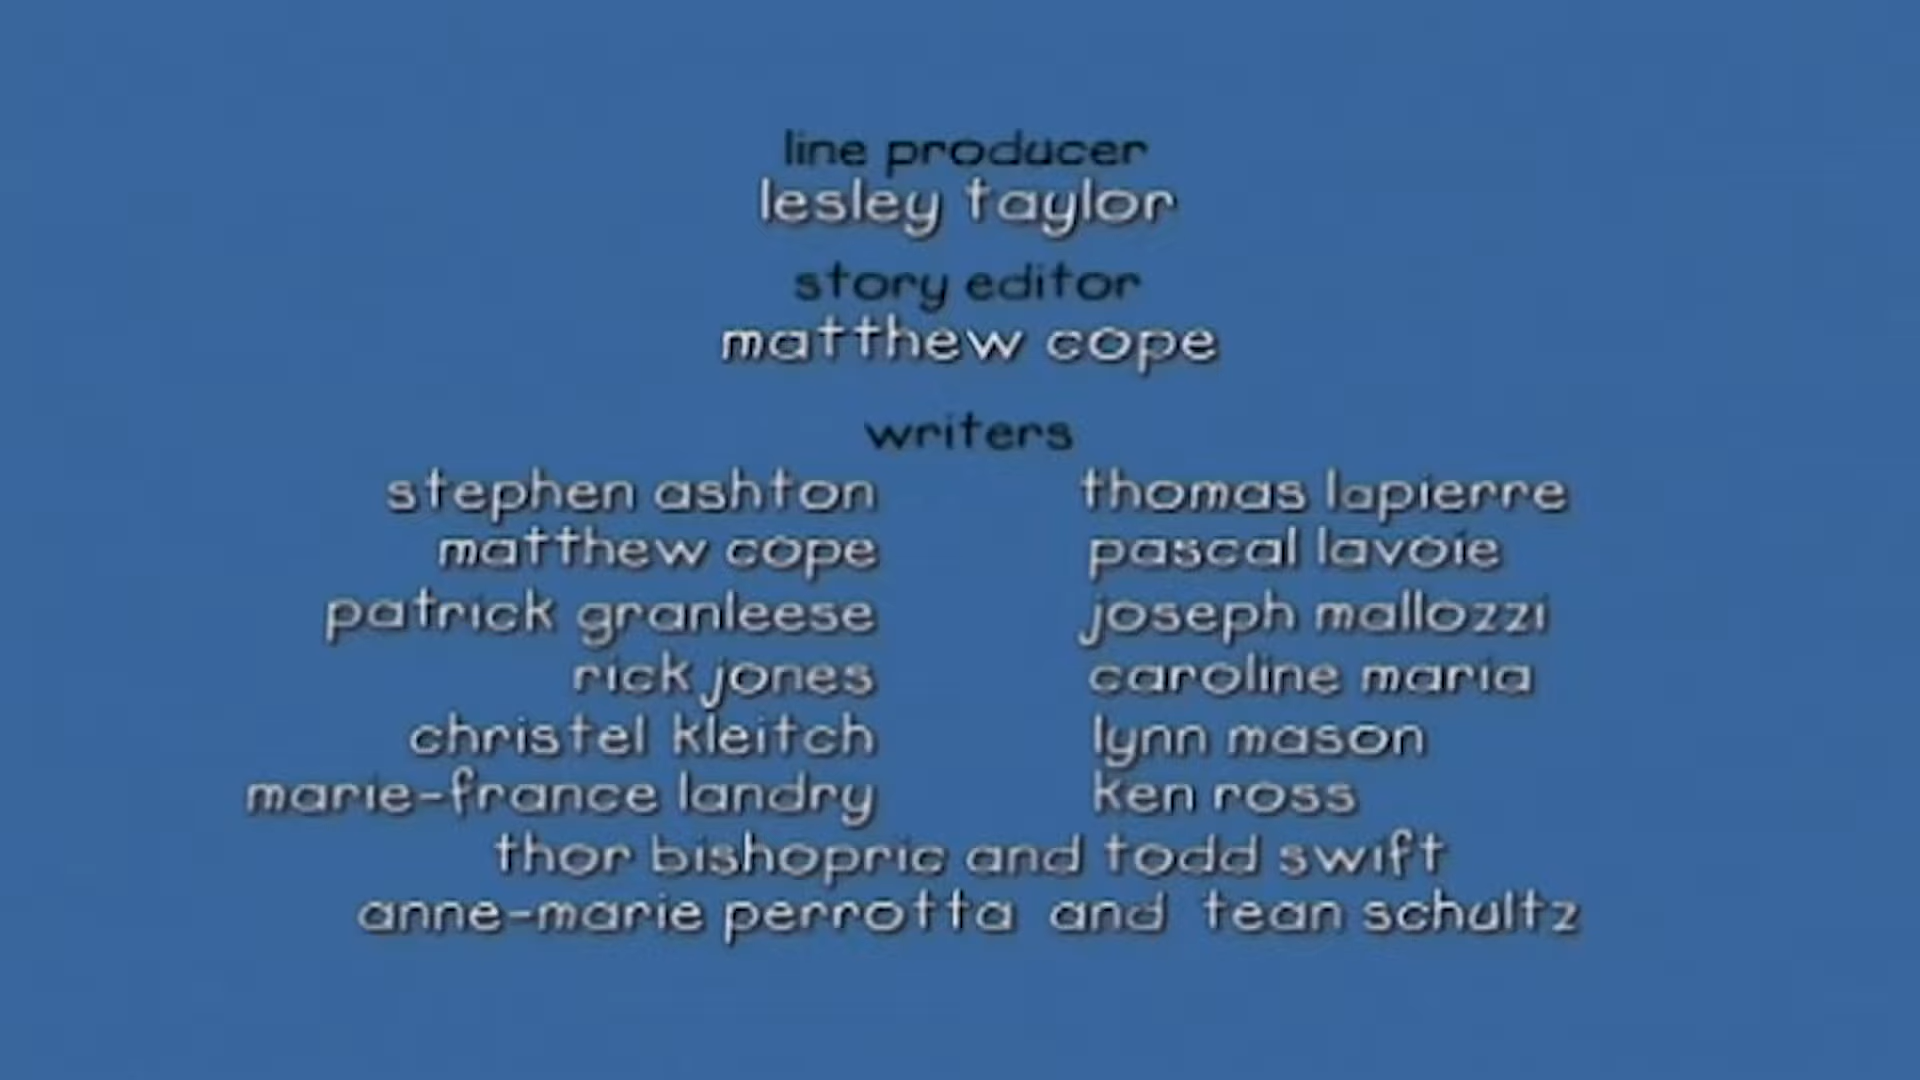 line producer
lesley taylor
story editor
matthew cope
writers
stephen ashton thomas lapierre
matthew cope pascal lavoie
patrick granleese joseph mallozzi
rick jones caroline maria
christel kleitch lynn mason
marie-france landry ken ross
thor bishopric and todd swift
anne-marie perrotta and tean schultz